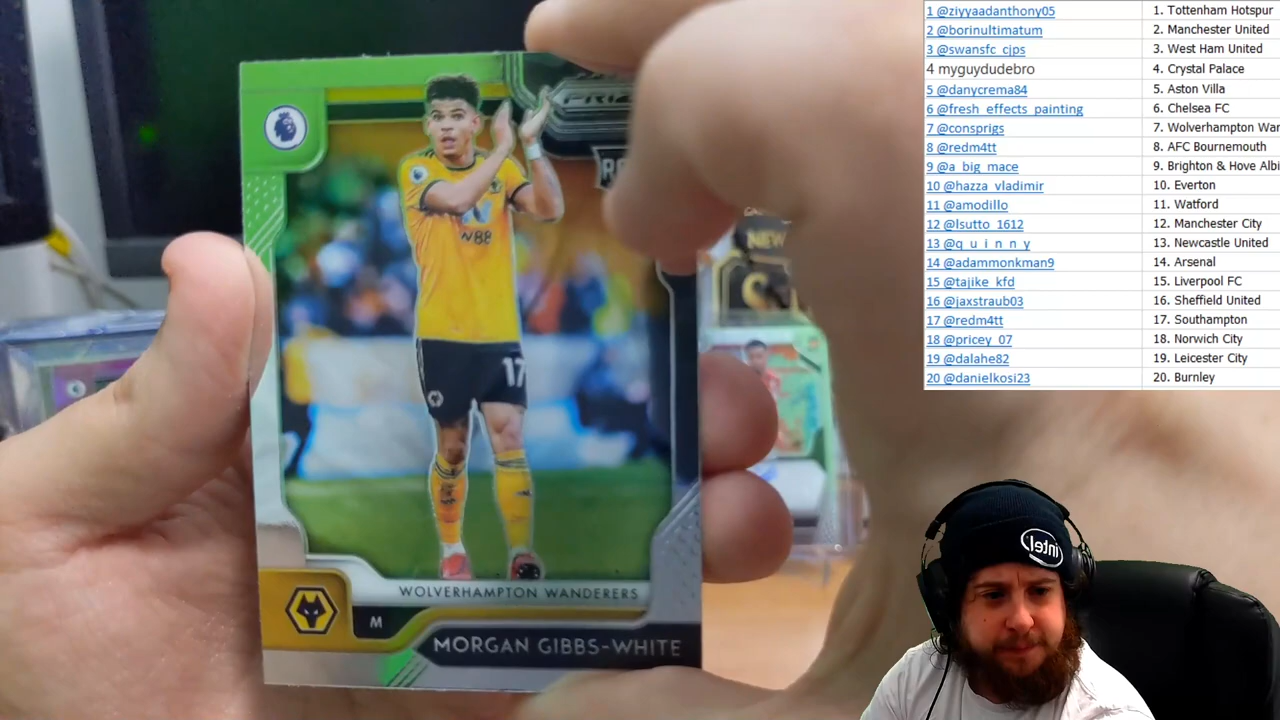 1 @ziyyaadanthony05 1. Tottenham Hotspur
2 @borinultimatum 2. Manchester United
3 @swansfc_cjps 3. West Ham United
4 myguydudebro 4. Crystal Palace
5 @danycrema84 5. Aston Villa
6 @fresh_effects_painting 6. Chelsea FC
7 @consprigs 7. Wolverhampton Wan
8 @redm4tt 8. AFC Bournemouth
9 @a_big_mace 9. Brighton & Hove Albi
10 @hazza_vladimir 10. Everton
11 @amodillo 11. Watford
12 @lsutto_1612 12. Manchester City
13 @q_u_i_n_n_y 13. Newcastle United
14 @adammonkman9 14. Arsenal
15 @tajike_kfd 15. Liverpool FC
16 @jaxstraub03 16. Sheffield United
17 @redm4tt 17. Southampton
18 @pricey_07 18. Norwich City
19 @dalahe82 19. Leicester City
20 @danielkosi23 20. Burnley
NEW
W88
17
WOLVERHAMPTON WANDERERS
M
MORGAN GIBBS-WHITE
intel